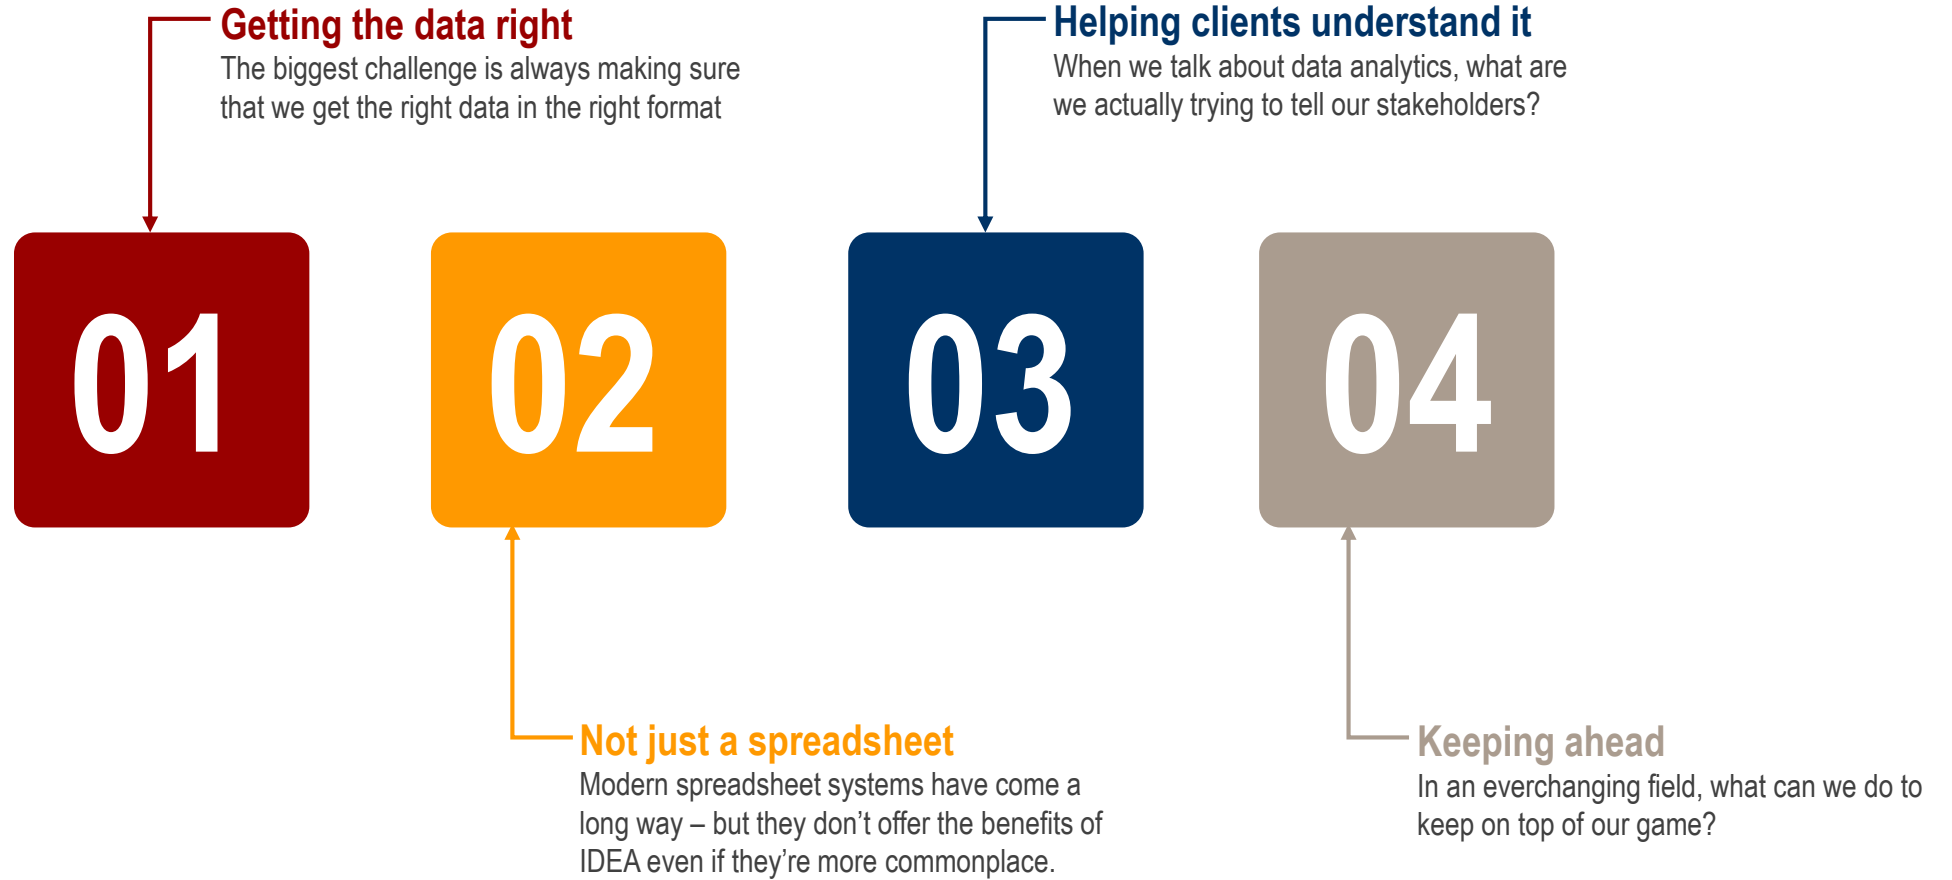 Getting the data right
The biggest challenge is always making sure
that we get the right data in the right format
Helping clients understand it
When we talk about data analytics, what are
we actually trying to tell our stakeholders?
01
02
03
04
Not just a spreadsheet
Modern spreadsheet systems have come a
long way – but they don’t offer the benefits of
IDEA even if they’re more commonplace.
Keeping ahead
In an everchanging field, what can we do to
keep on top of our game?